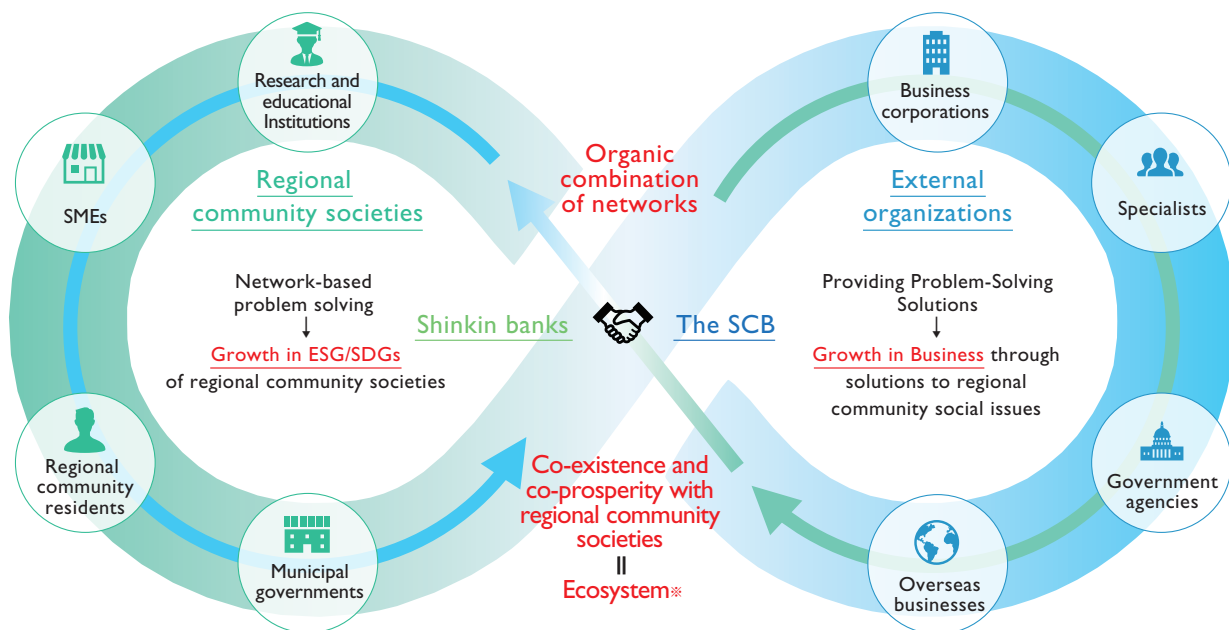 Research and
educational
Institutions
SMEs
Regional
community societies
Network-based
problem solving
Growth in ESG/SDGs
of regional community societies
Regional
community
residents
Municipal
governments
Organic
combination
of networks
Shinkin banks
The SCB
Co-existence and
co-prosperity with
regional community
societies
=
Ecosystem※
Business
corporations
External
organizations
Specialists
Providing Problem-Solving
Solutions
Growth in Business through
solutions to regional
community social issues
Government
agencies
Overseas
businesses